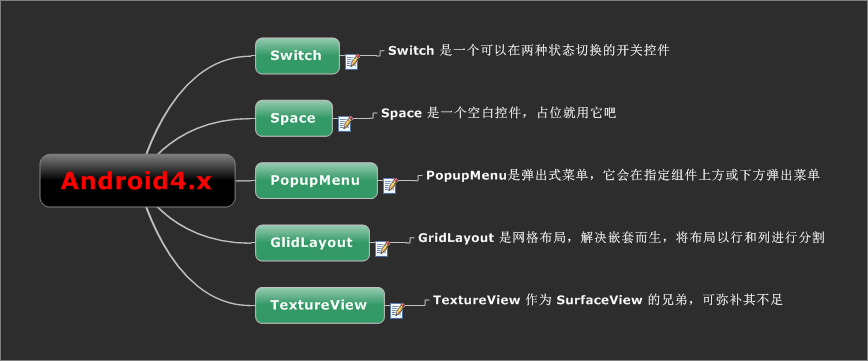 Android4.x
Switch
Switch 是一个可以在两种状态切换的开关控件
Space
Space 是一个空白控件，占位就用它吧
PopupMenu
PopupMenu是弹出式菜单，它会在指定组件上方或下方弹出菜单
GlidLayout
GridLayout 是网格布局，解决嵌套而生，将布局以行和列进行分割
TextureView
TextureView 作为 SurfaceView 的兄弟，可弥补其不足